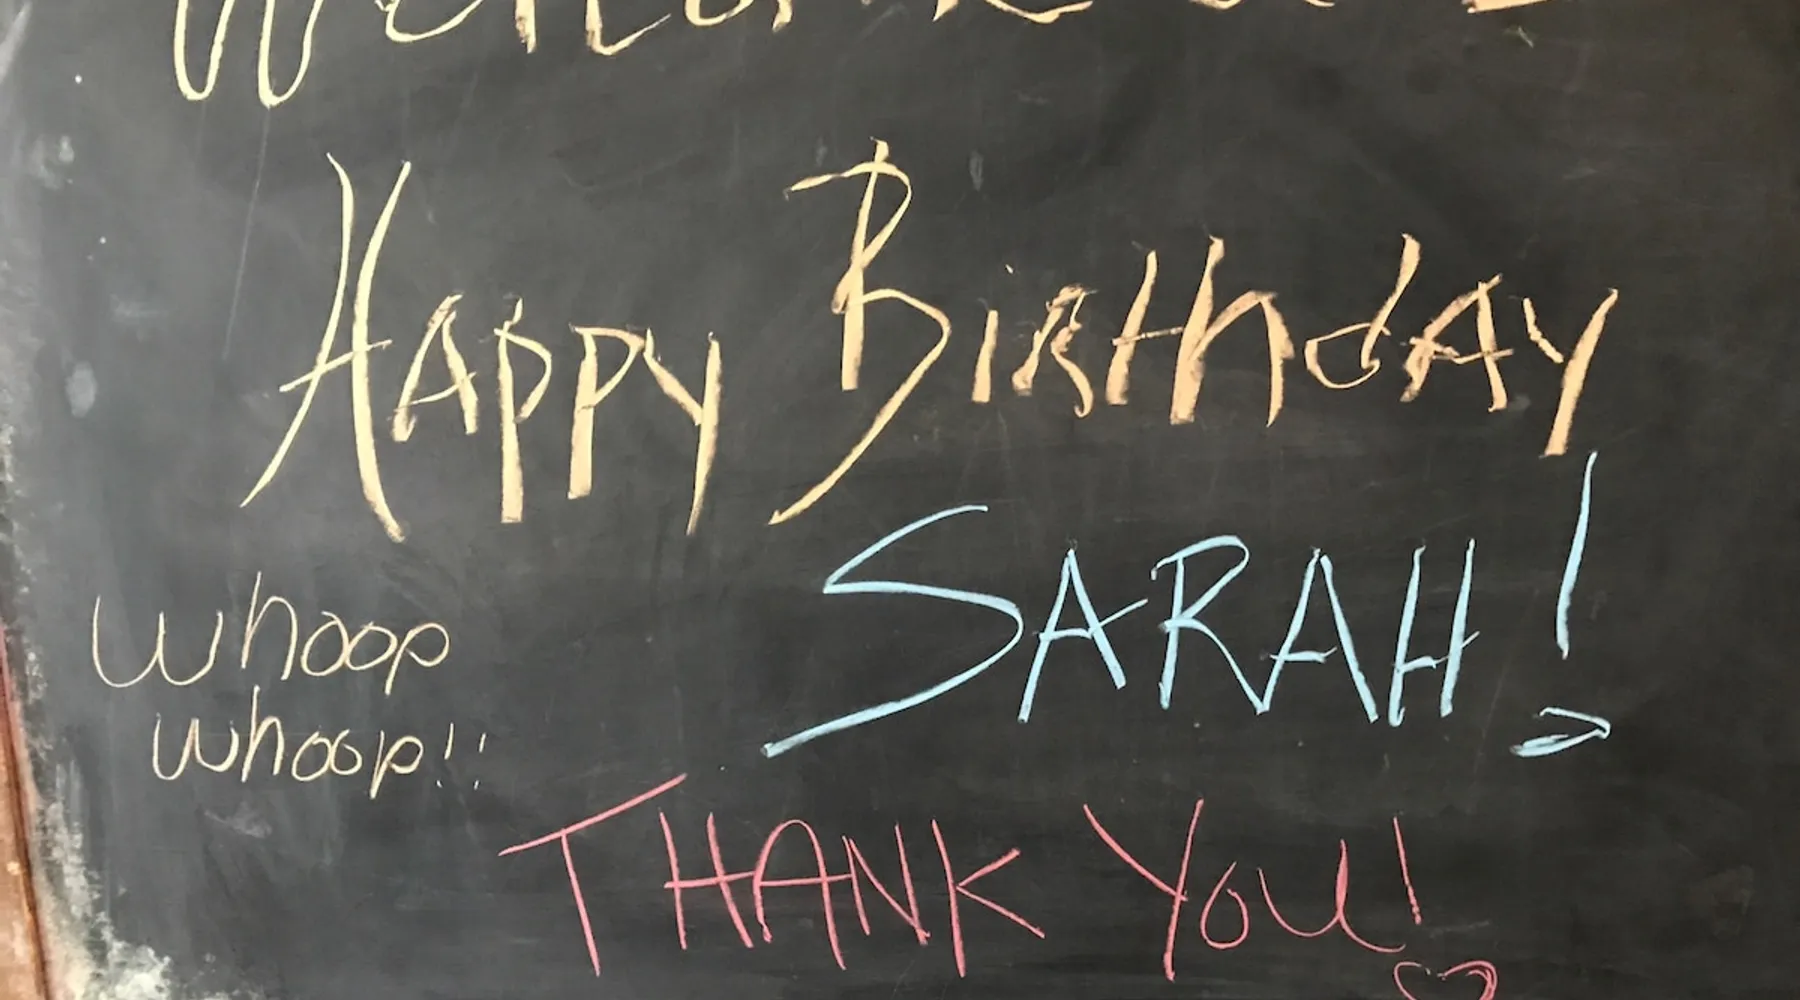 Happy Birthday
SARAH!
whoop
whoop!!
THANK YOU!